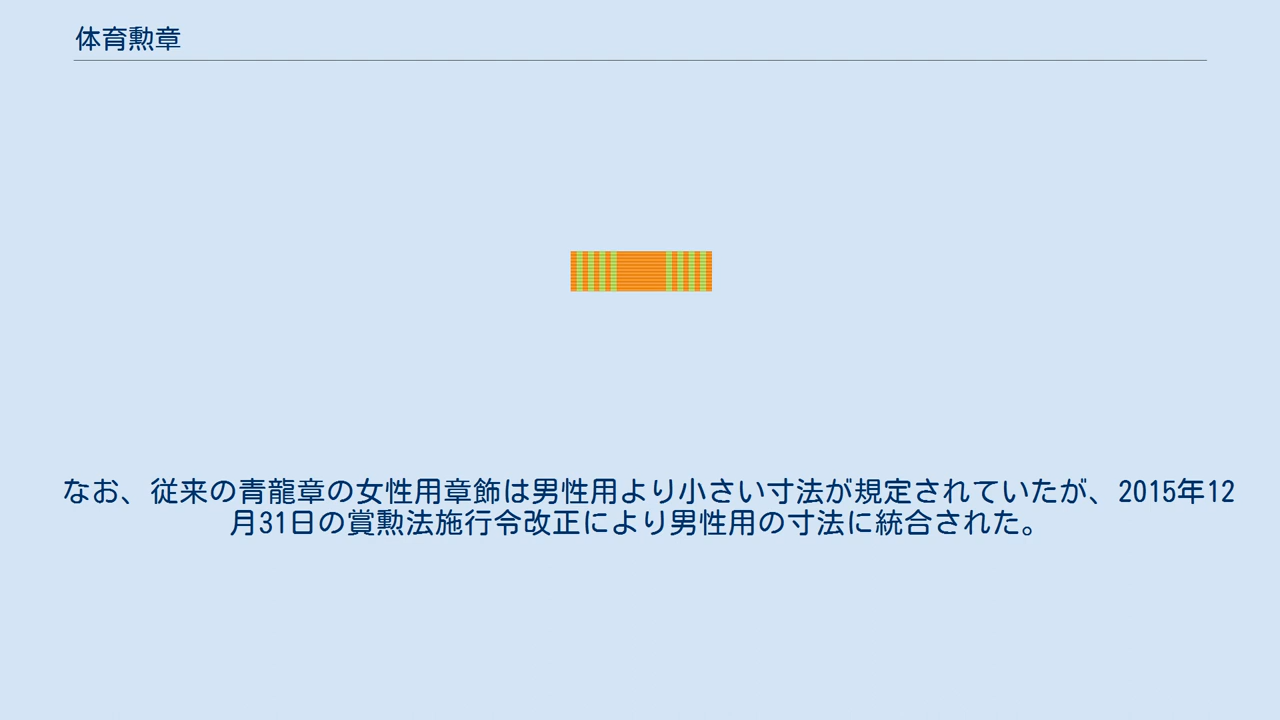 体育勲章
なお、従来の青龍章の女性用章飾は男性用より小さい寸法が規定されていたが、2015年12
月31日の賞勲法施行令改正により男性用の寸法に統合された。